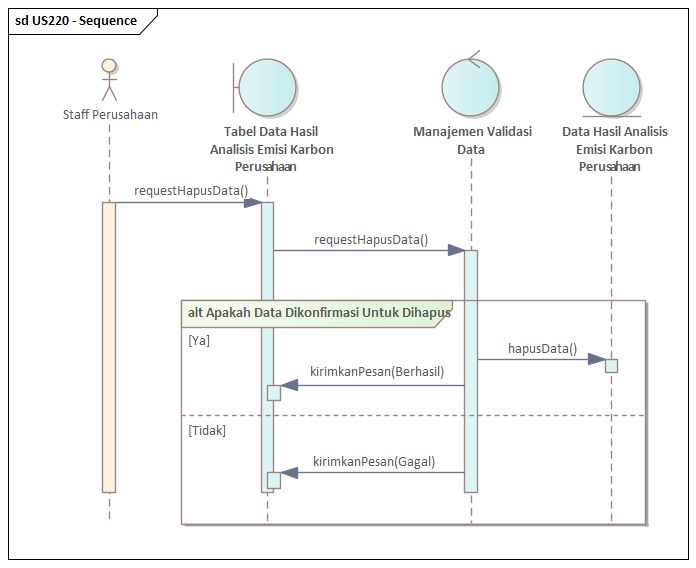 sd US220 - Sequence
Staff Perusahaan
Tabel Data Hasil
Analisis Emisi Karbon
Perusahaan
Manajemen Validasi
Data
Data Hasil Analisis
Emisi Karbon
Perusahaan
requestHapusData()
requestHapusData()
alt Apakah Data Dikonfirmasi Untuk Dihapus
[Ya]
hapusData()
kirimkanPesan(Berhasil)
[Tidak]
kirimkanPesan(Gagal)